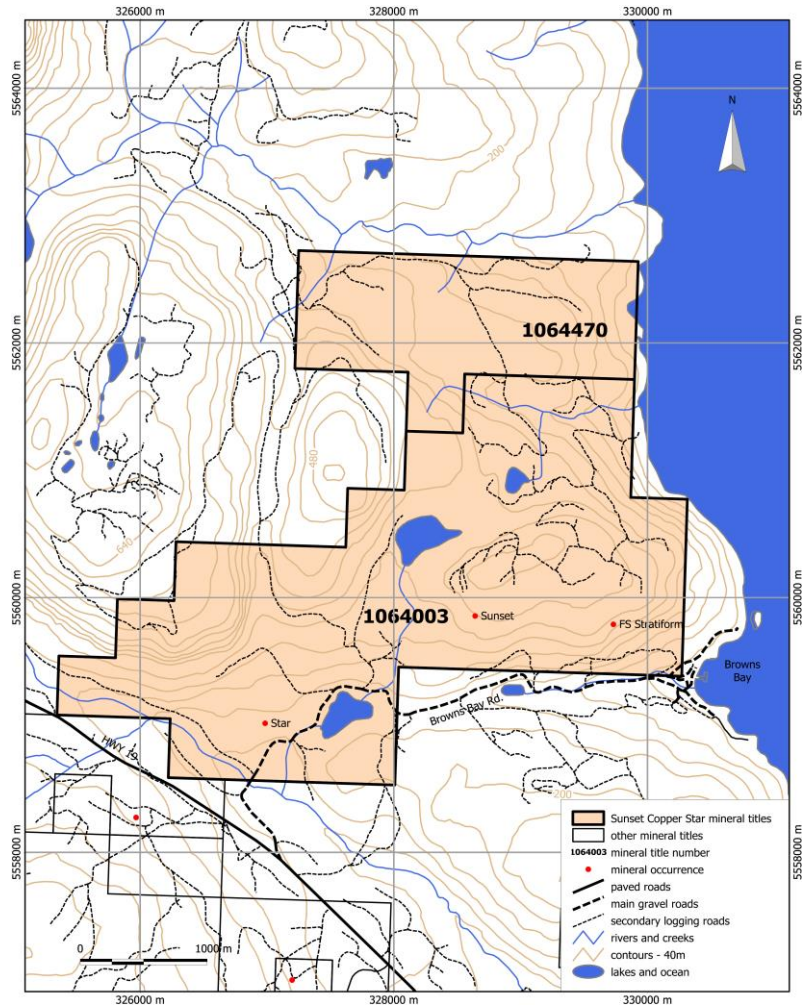 326000 m
328000 m
330000 m
5564000 m
5564000 m
N
200
1064470
5562000 m
5562000 m
480
640
5560000 m
5560000 m
1064003
Sunset
FS Stratiform
Browns
Bay
Star
Browns Bay Rd.
HWY 19
200
5558000 m
5558000 m
Sunset Copper Star mineral titles
other mineral titles
1064003 mineral title number
mineral occurrence
paved roads
main gravel roads
secondary logging roads
rivers and creeks
contours - 40m
lakes and ocean
0 1000 m
326000 m
328000 m
330000 m